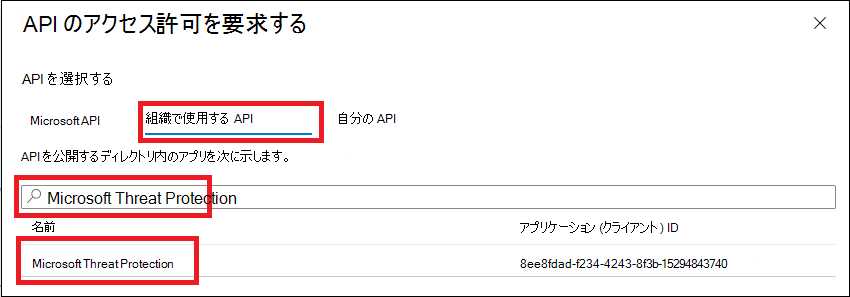 API のアクセス許可を要求する
API を選択する
Microsoft API 組織で使用する API 自分の API
API を公開するディレクトリ内のアプリを次に示します。
Microsoft Threat Protection
名前 アプリケーション (クライアント) ID
Microsoft Threat Protection 8ee8fdad-f234-4243-8f3b-15294843740